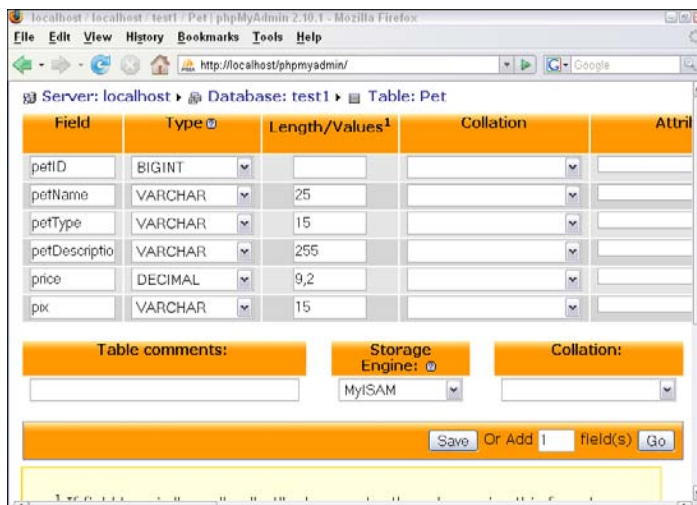 localhost / localhost / test1 / Pet | phpMyAdmin 2.10.1 - Mozilla Firefox
File Edit View History Bookmarks Tools Help
http://localhost/phpmyadmin/ G Google
Server: localhost Database: test1 Table: Pet
Field Type Length/Values1 Collation Attri
petID BIGINT
petName VARCHAR 25
petType VARCHAR 15
petDescriptio VARCHAR 255
price DECIMAL 9,2
pix VARCHAR 15
Table comments: Storage Engine: Collation:
MyISAM
Save Or Add 1 field(s) Go